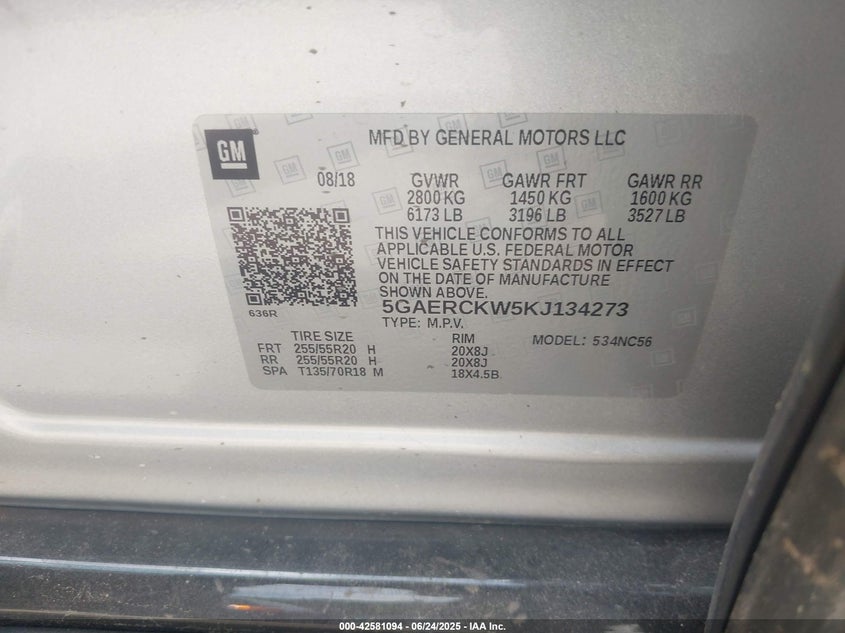 GM
MFD BY GENERAL MOTORS LLC
08/18 GVWR GAWR FRT GAWR RR
2800 KG 1450 KG 1600 KG
6173 LB 3196 LB 3527 LB
THIS VEHICLE CONFORMS TO ALL
APPLICABLE U.S. FEDERAL MOTOR
VEHICLE SAFETY STANDARDS IN EFFECT
ON THE DATE OF MANUFACTURE
SHOWN ABOVE.
5GAERCKW5KJ134273
636R
TYPE: M.P.V.
TIRE SIZE RIM MODEL: 534NC56
FRT 255/55R20 H 20X8J
RR 255/55R20 H 20X8J
SPA T135/70R18 M 18X4.5B
000-42581094 - 06/24/2025 - IAA Inc.